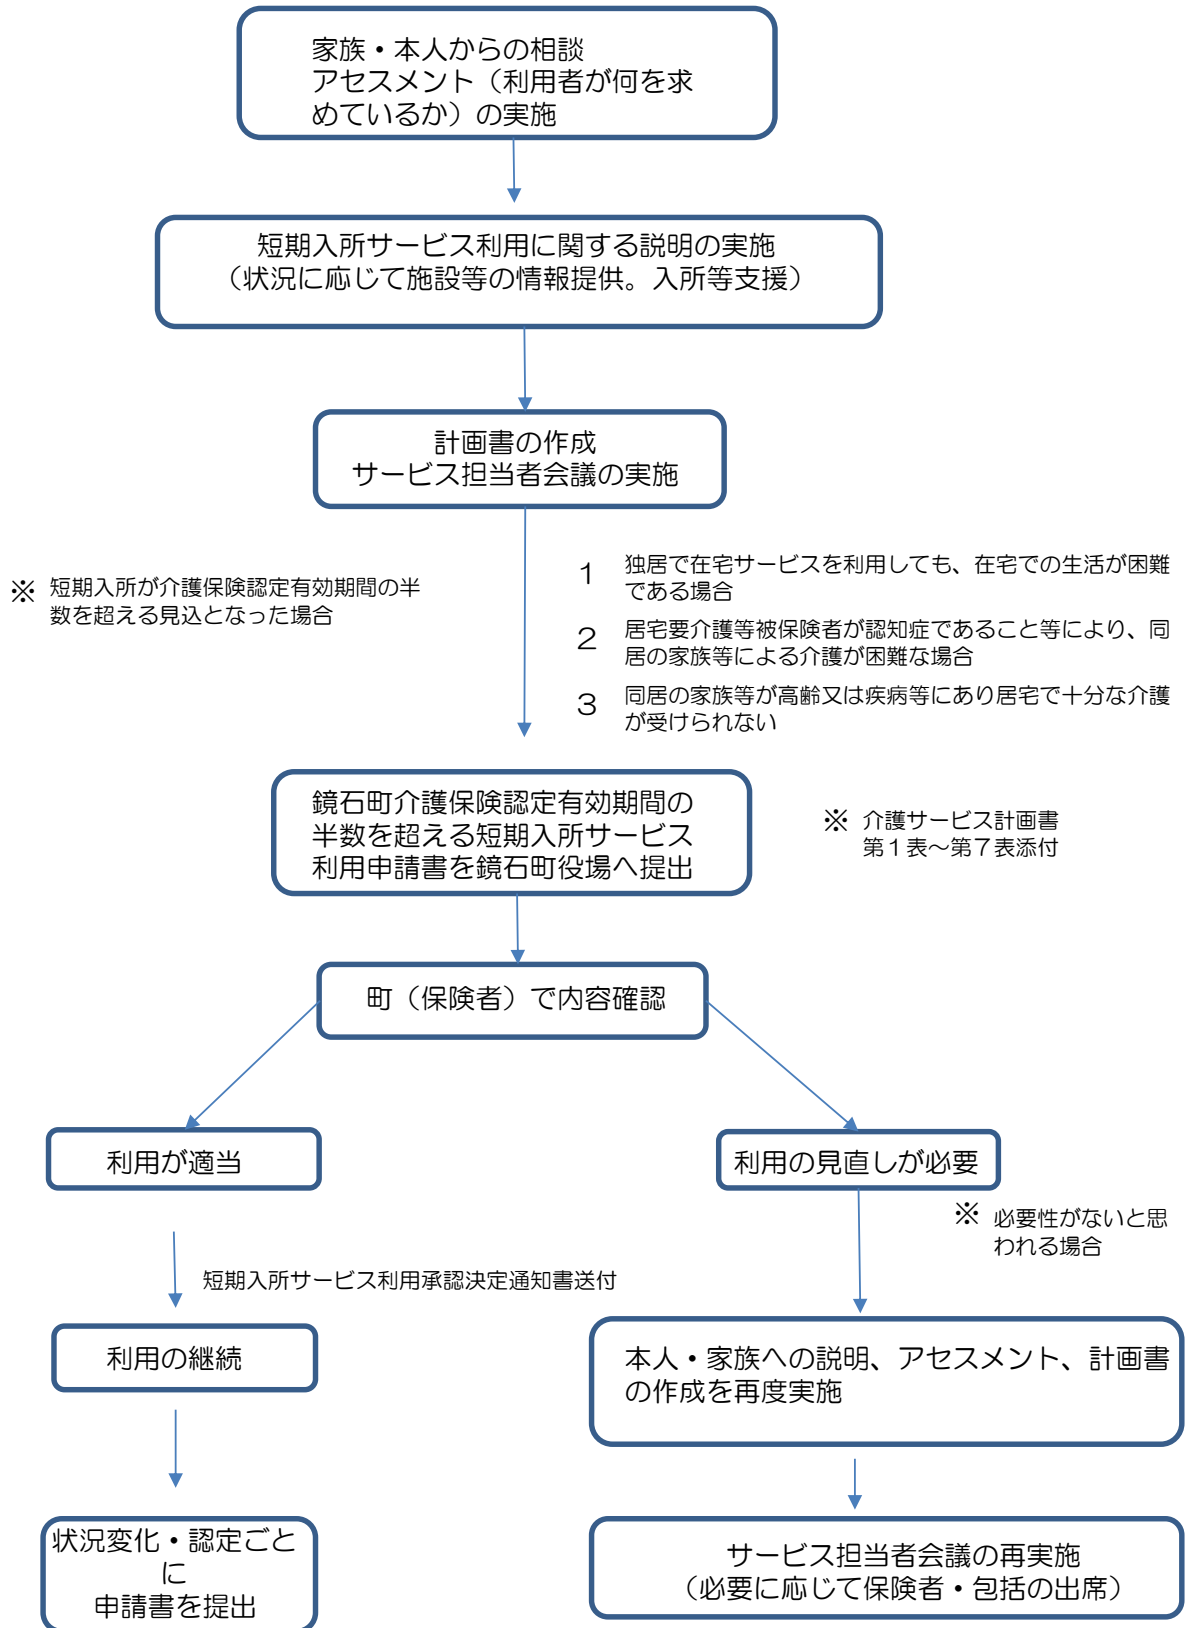 家族・本人からの相談
アセスメント（利用者が何を求
めているか）の実施
短期入所サービス利用に関する説明の実施
（状況に応じて施設等の情報提供。入所等支援）
計画書の作成
サービス担当者会議の実施
※ 短期入所が介護保険認定有効期間の半
数を超える見込となった場合
１ 独居で在宅サービスを利用しても、在宅での生活が困難
である場合
２ 居宅要介護等被保険者が認知症であること等により、同
居の家族等による介護が困難な場合
３ 同居の家族等が高齢又は疾病等にあり居宅で十分な介護
が受けられない
鏡石町介護保険認定有効期間の
半数を超える短期入所サービス
利用申請書を鏡石町役場へ提出
※ 介護サービス計画書
第１表～第７表添付
町（保険者）で内容確認
利用が適当
利用の見直しが必要
※ 必要性がないと思
われる場合
短期入所サービス利用承認決定通知書送付
利用の継続
本人・家族への説明、アセスメント、計画書
の作成を再度実施
状況変化・認定ごと
に
申請書を提出
サービス担当者会議の再実施
（必要に応じて保険者・包括の出席）